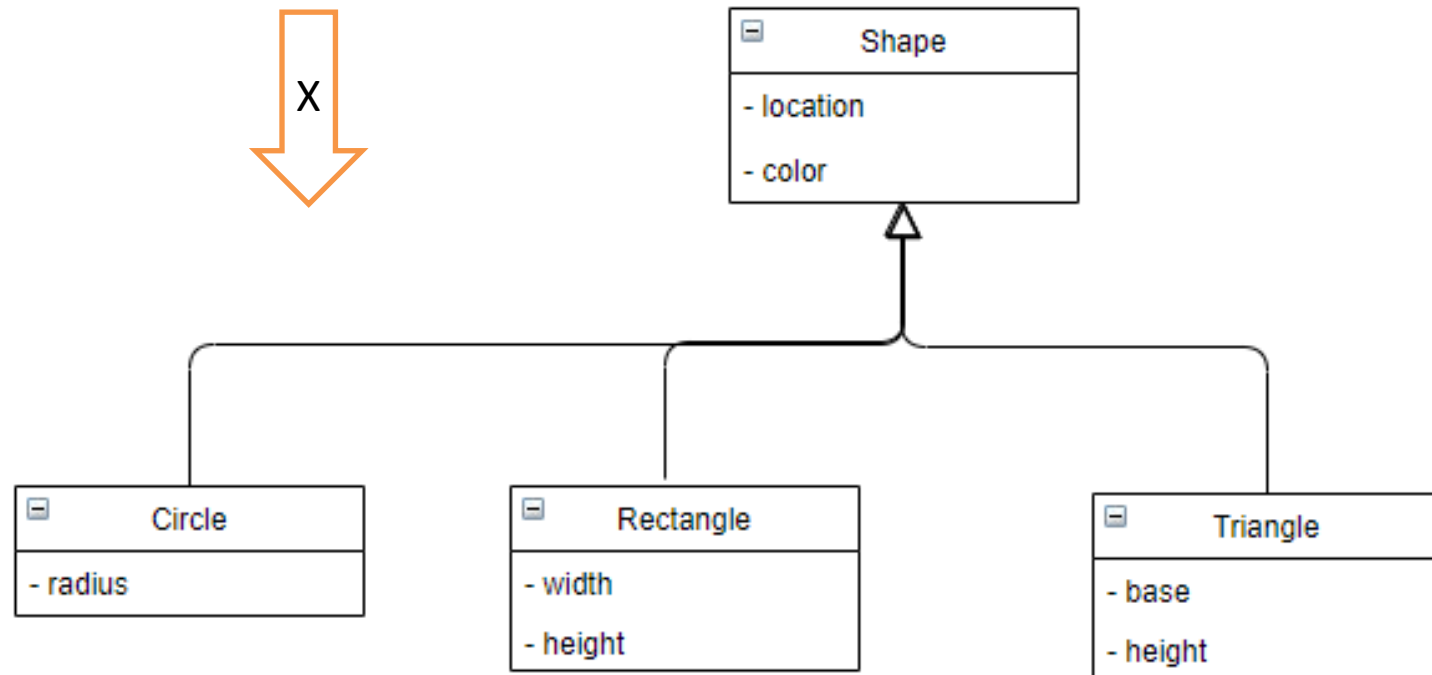 X
Shape
- location
- color
Circle
- radius
Rectangle
- width
- height
Triangle
- base
- height